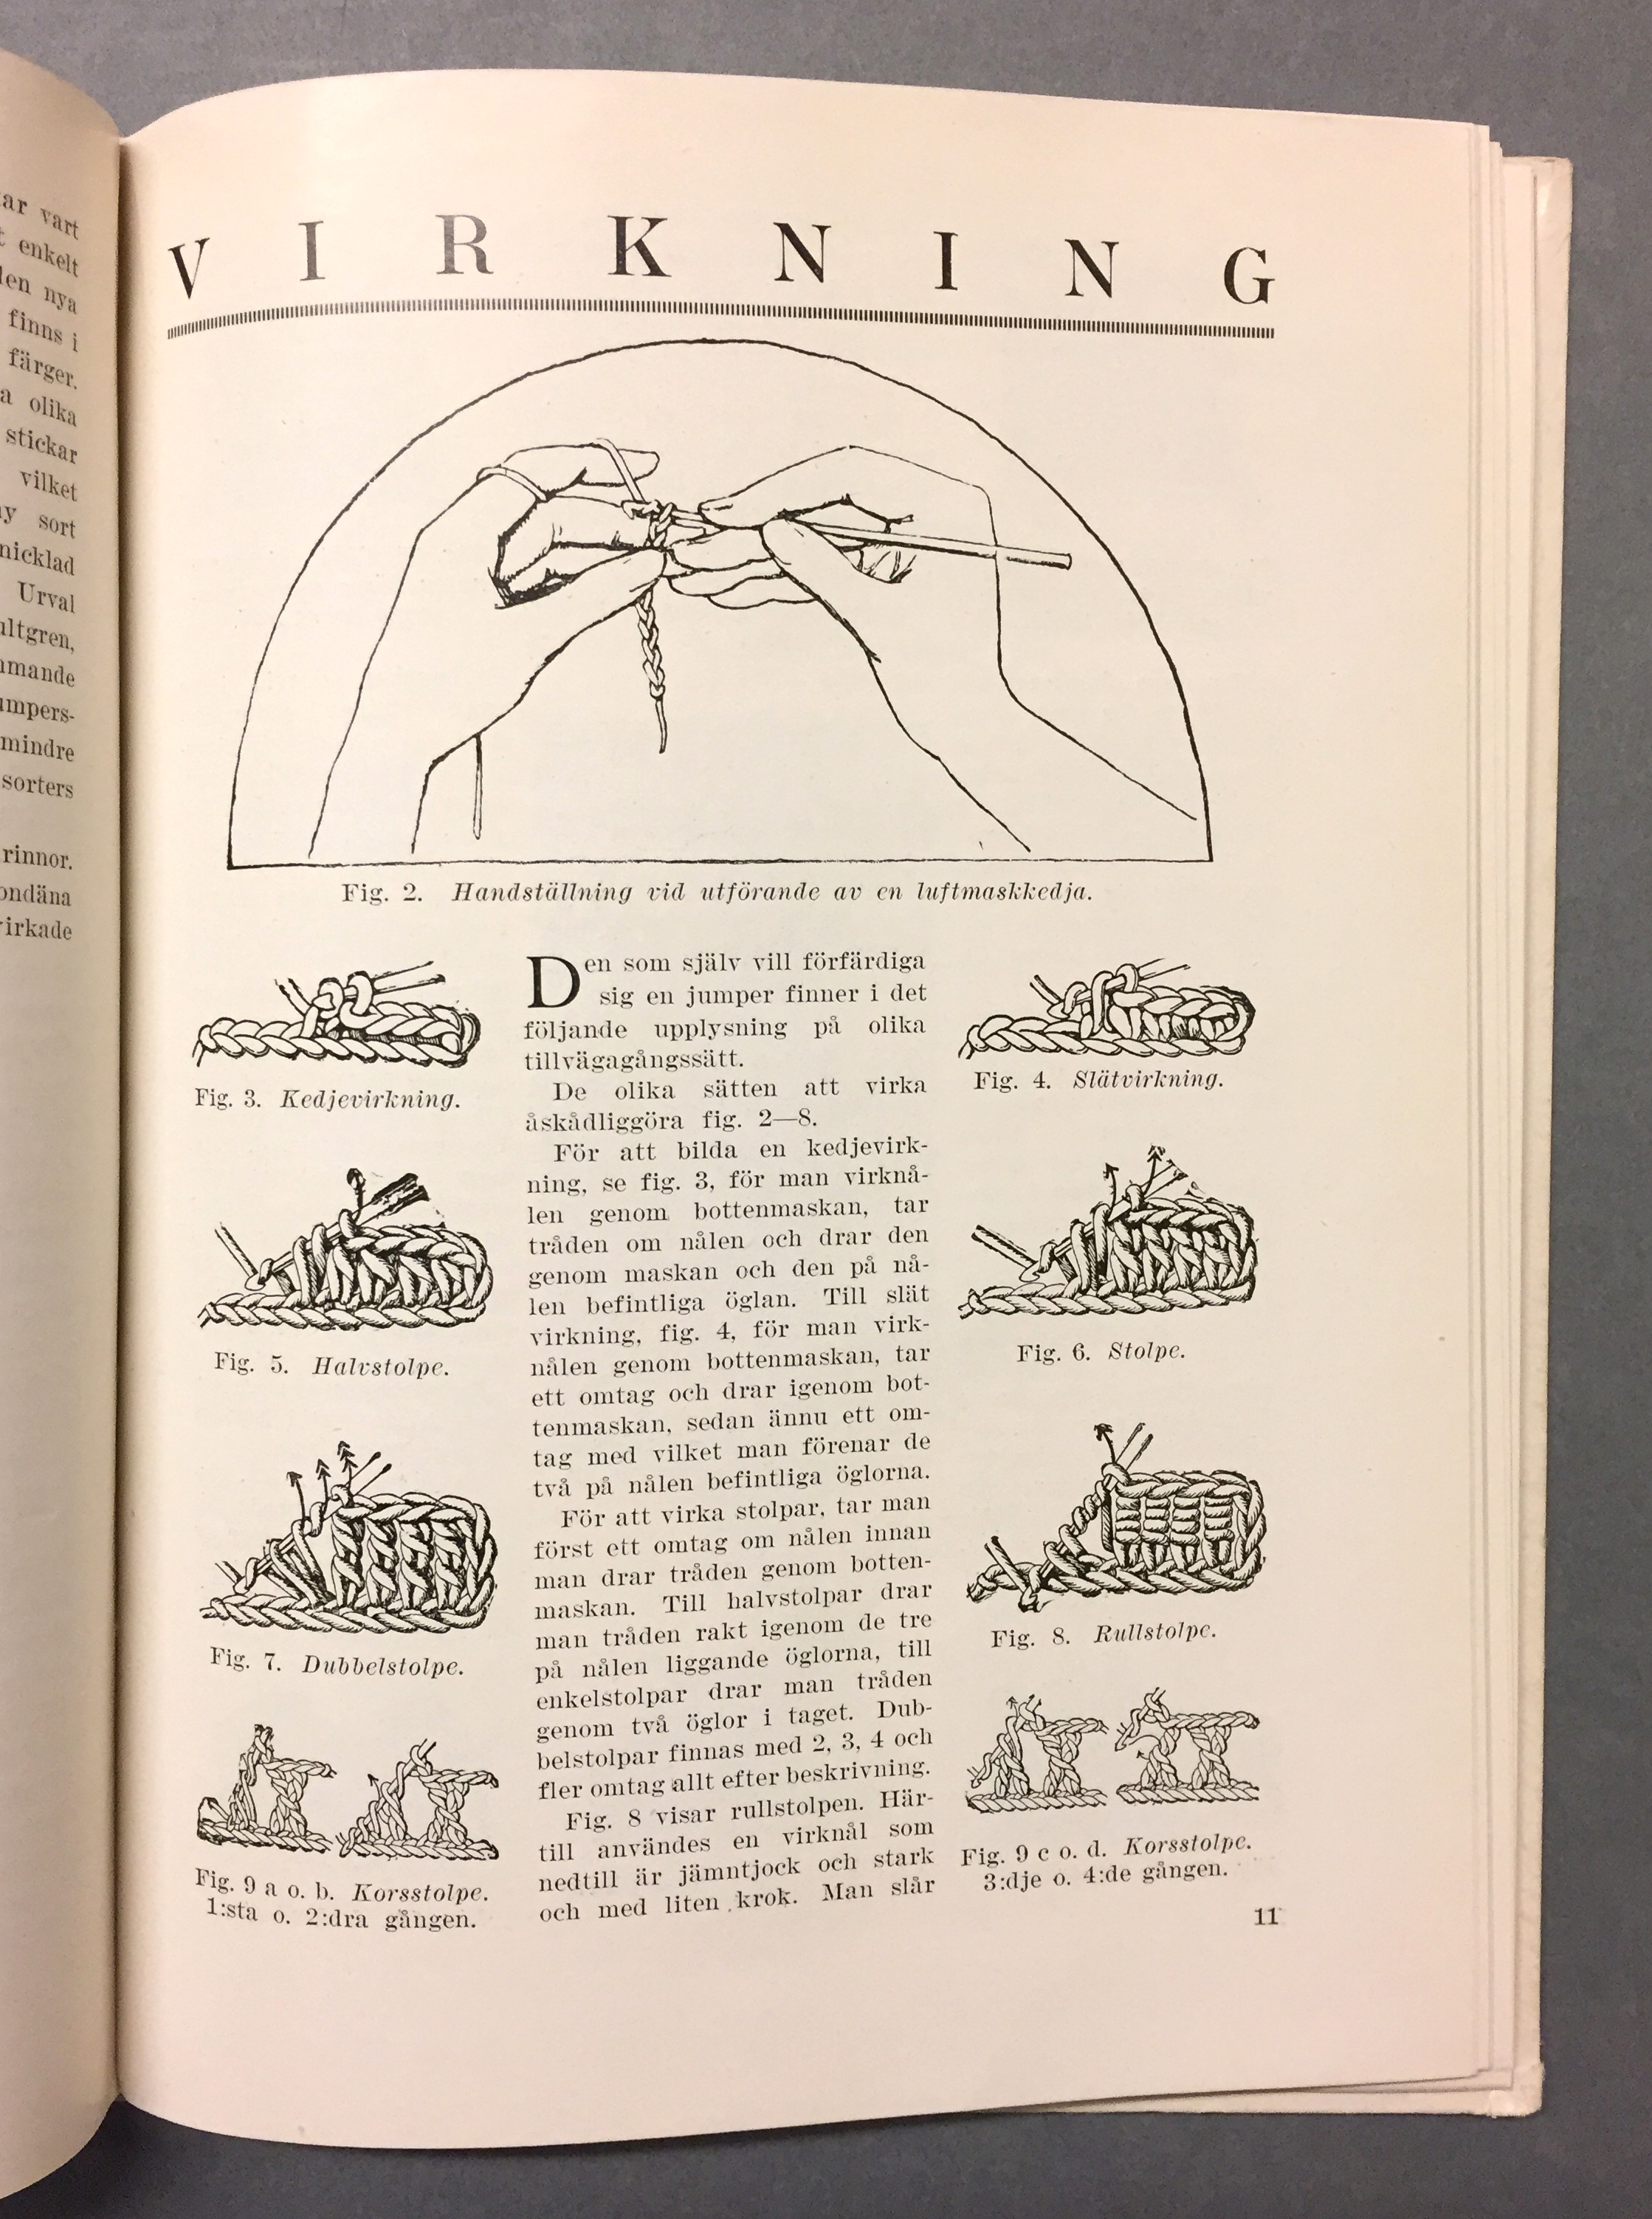 ar vart
enkelt
nya
finns i
färger.
olika
stickar
vilket
sort
nicklad
Urval
ultgren,
mande
umpers-
mindre
sorters
rinnor.
ondäna
virkade
VIRKNING
Fig. 2. Handställning vid utförande av en luftmaskkedja.
Fig. 3. Kedjevirkning.
Fig. 5. Halvstolpe.
Fig. 7. Dubbelstolpe.
Fig. 9 a o. b. Korsstolpe.
1:sta o. 2:dra gången.
Den som själv vill förfärdiga
sig en jumper finner i det
följande upplysning på olika
tillvägagångssätt.
De olika sätten att virka
åskådliggöra fig. 2—8.
För att bilda en kedjevirk-
ning, se fig. 3, för man virknå-
len genom bottenmaskan, tar
tråden om nålen och drar den
genom maskan och den på nå-
len befintliga öglan. Till slät
virkning, fig. 4, för man virk-
nålen genom bottenmaskan, tar
ett omtag och drar igenom bot-
tenmaskan, sedan ännu ett om-
tag med vilket man förenar de
två på nålen befintliga öglorna.
För att virka stolpar, tar man
först ett omtag om nålen innan
man drar tråden genom botten-
maskan. Till halvstolpar drar
man tråden rakt igenom de tre
på nålen liggande öglorna, till
enkelstolpar drar man tråden
genom två öglor i taget. Dub-
belstolpar finnas med 2, 3, 4 och
fler omtag allt efter beskrivning.
Fig. 8 visar rullstolpen. Här-
till användes en virknål som
nedtill är jämntjock och stark
och med liten krok. Man slår
Fig. 4. Slätvirkning.
Fig. 6. Stolpe.
Fig. 8. Rullstolpe.
Fig. 9 c o. d. Korsstolpe.
3:dje o. 4:de gången.
11